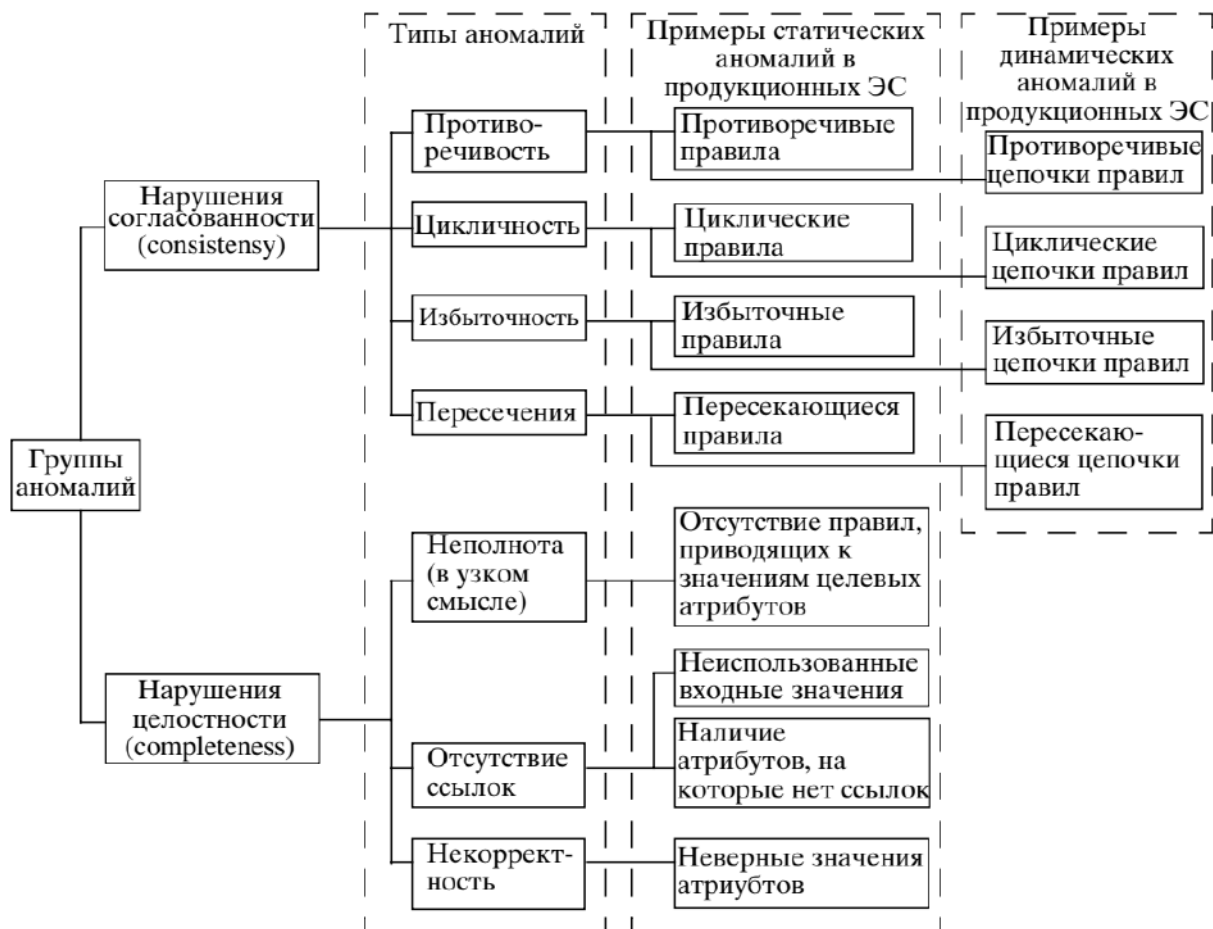 Типы аномалий
Примеры статических
аномалий в
продукционных ЭС
Примеры
динамических
аномалий в
продукционных ЭС
Противо-
речивость
Противоречивые
правила
Противоречивые
цепочки правил
Нарушения
согласованности
(consistensy)
Цикличность
Циклические
правила
Циклические
цепочки правил
Избыточность
Избыточные
правила
Избыточные
цепочки правил
Пересечения
Пересекающиеся
правила
Пересекаю-
щиеся цепочки
правил
Группы
аномалий
Неполнота
(в узком
смысле)
Отсутствие правил,
приводящих к
значениям целевых
атрибутов
Нарушения
целостности
(completeness)
Неиспользованные
входные значения
Отсутствие
ссылок
Наличие
атрибутов, на
которые нет ссылок
Некоррект-
ность
Неверные значения
атриубтов